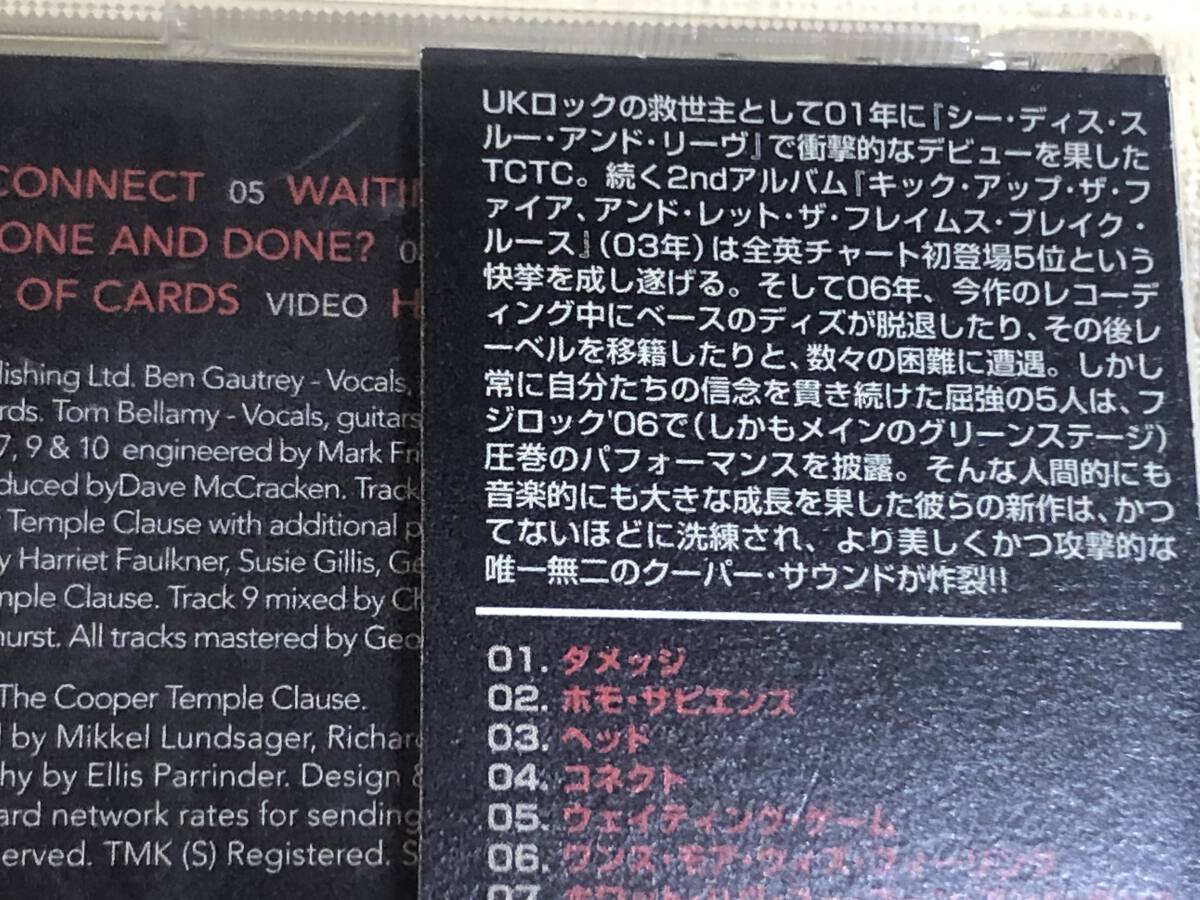 CONNECT 05
ONE AND DONE?
OF CARDS VIDEO
Ltd. Ben Gautrey - Vocals,
Tom Bellamy - Vocals, guitars
7, 9 & 10 engineered by Mark
byDave McCracken.
Temple Clause with additional
Harriet Faulkner, Susie Gillis,
Clause. Track 9 mixed by
All tracks mastered by
The Cooper Temple Clause.
by Mikkel Lundsager,
by Ellis Parrinder. Design
network rates for sending
TMK (S) Registered.
UKロックの救世主として01年に『シー・ディス・ス
ルー・アンド・リーヴ』で衝撃的なデビューを果した
TCTC。続く2ndアルバム『キック・アップ・ザ・フ
ァイア、アンド・レット・ザ・フレイムス・ブレイク・
ルース』(03年)は全英チャート初登場5位という
快挙を成し遂げる。そして06年、今作のレコーデ
ィング中にベースのディズが脱退したり、その後レ
ーベルを移籍したりと、数々の困難に遭遇。しかし
常に自分たちの信念を貫き続けた屈強の5人は、フ
ジロック'06で(しかもメインのグリーンステージ)
圧巻のパフォーマンスを披露。そんな人間的にも
音楽的にも大きな成長を果した彼らの新作は、かつ
てないほどに洗練され、より美しくかつ攻撃的な
唯一無二のクーパー・サウンドが炸裂!!
01. ダメッジ
02. ホモ・サピエンス
03. ヘッド
04. コネクト
05. ウェイティング・ゲーム
06. ワンス・モア・ウィズ・フィーリング
07.